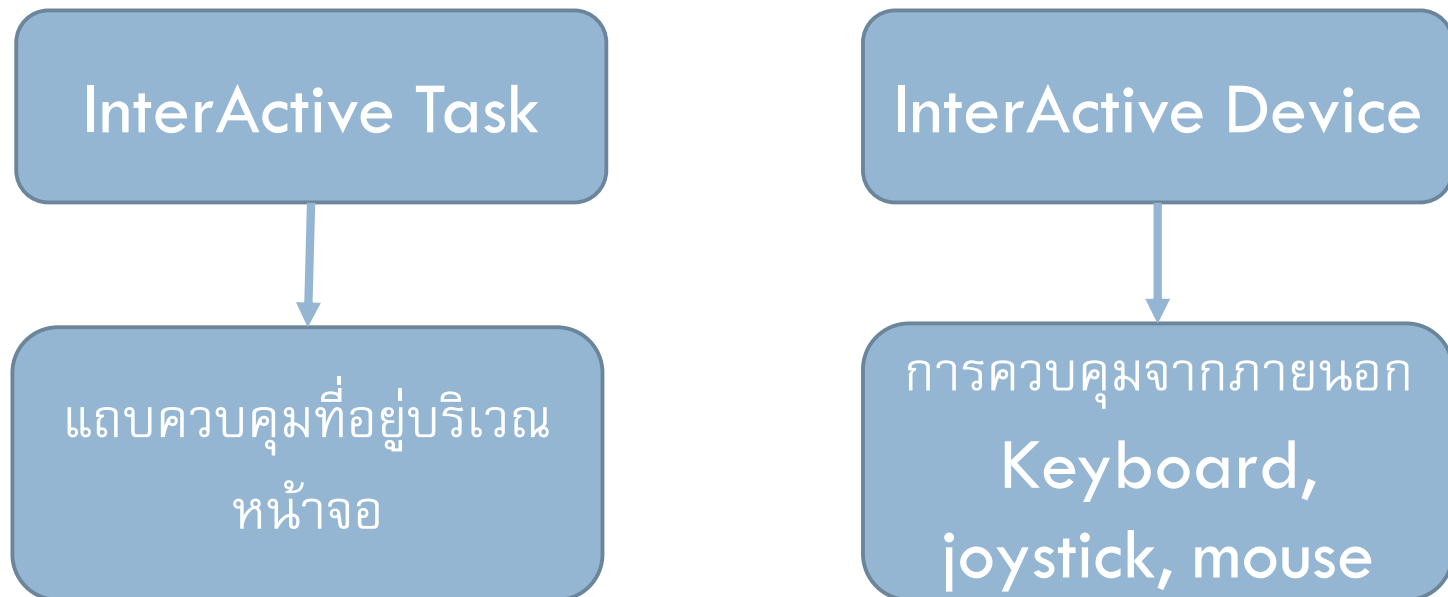 InterActive Task
InterActive Device
แถบควบคุมที่อยู่บริเวณ
หน้าจอ
การควบคุมจากภายนอก
Keyboard,
joystick, mouse